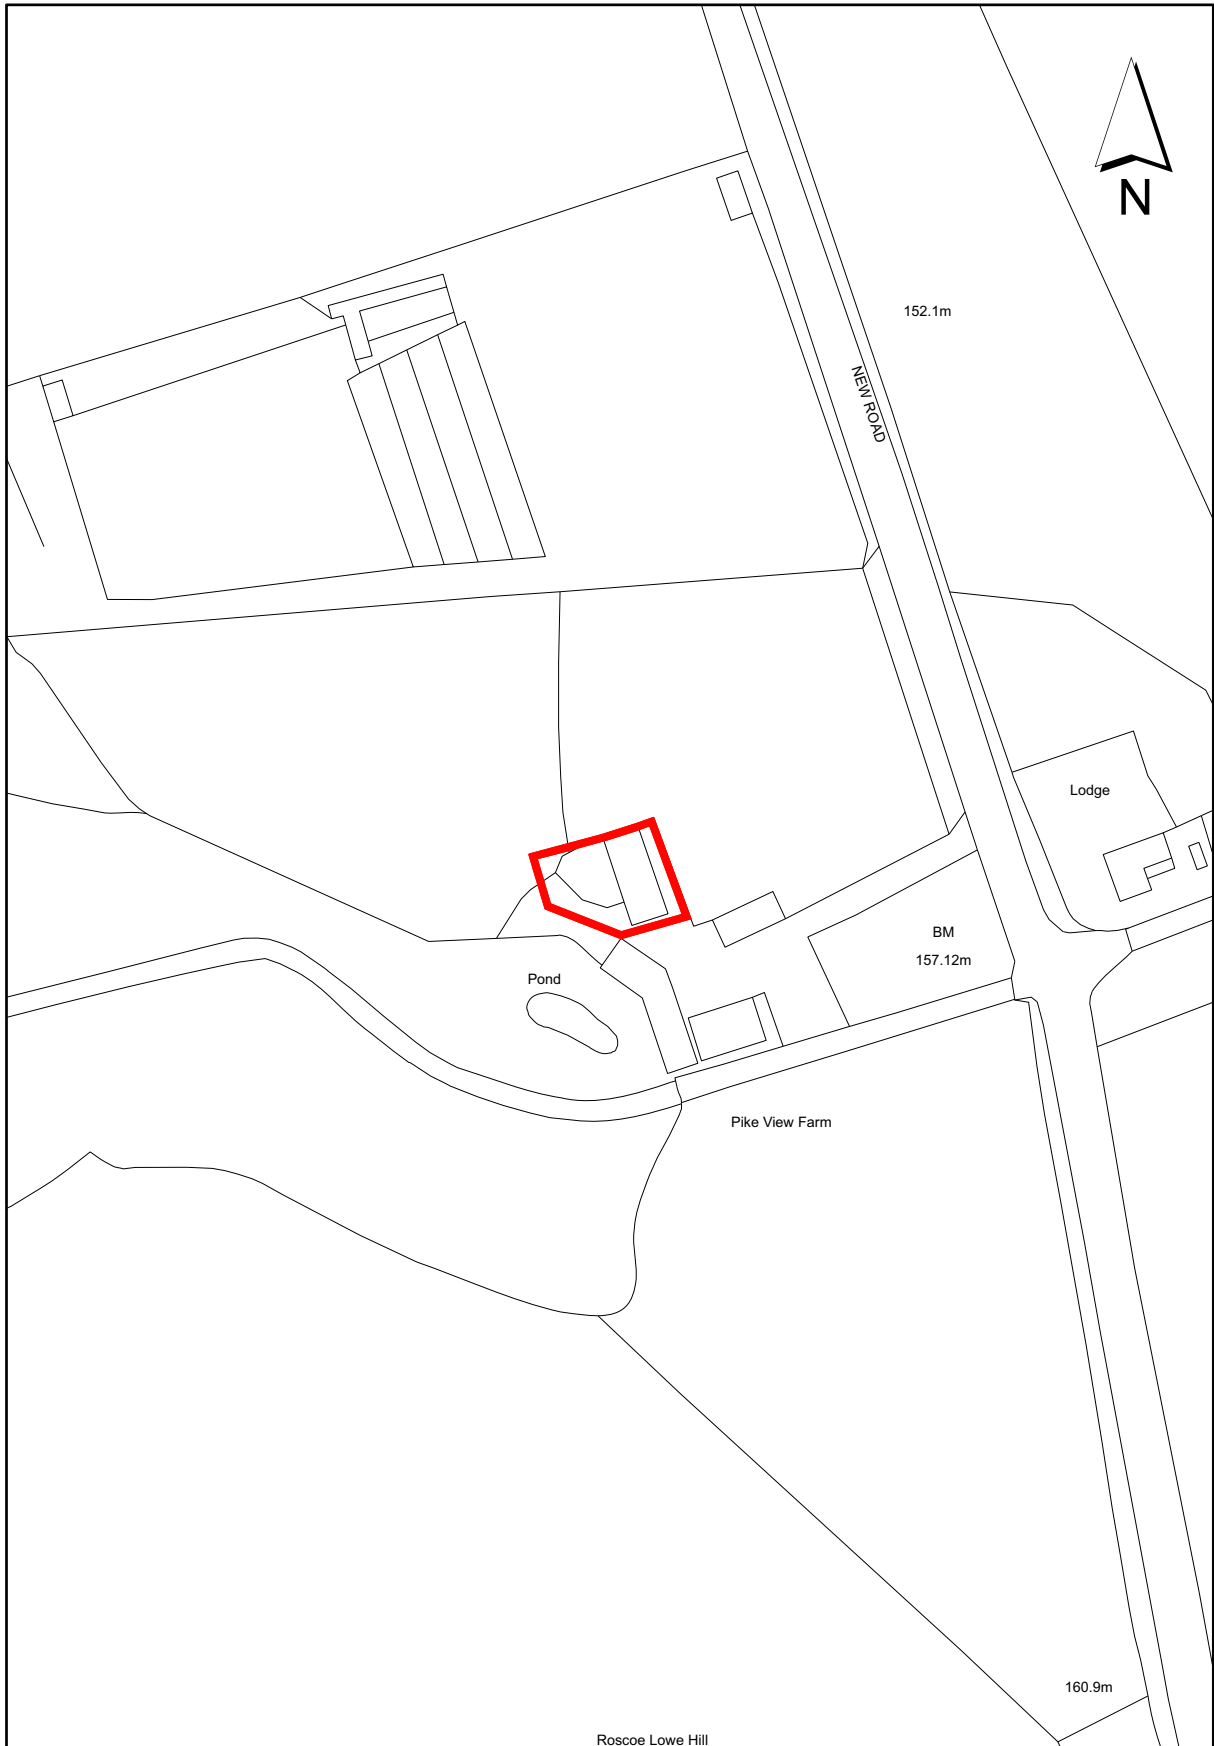 N
152.1m
NEW ROAD
Lodge
BM
157.12m
Pond
Pike View Farm
160.9m
Roscoe Lowe Hill